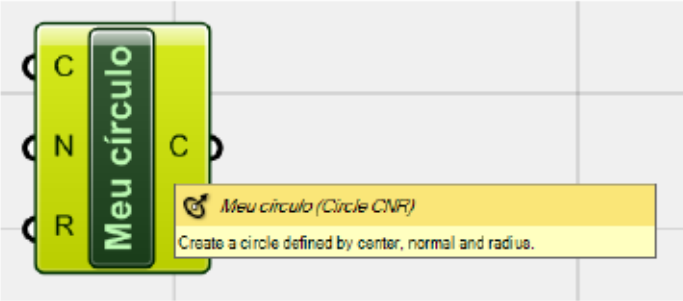 C
N
R
Meu círculo
C
Meu círculo (Circle CNR)
Create a circle defined by center, normal and radius.